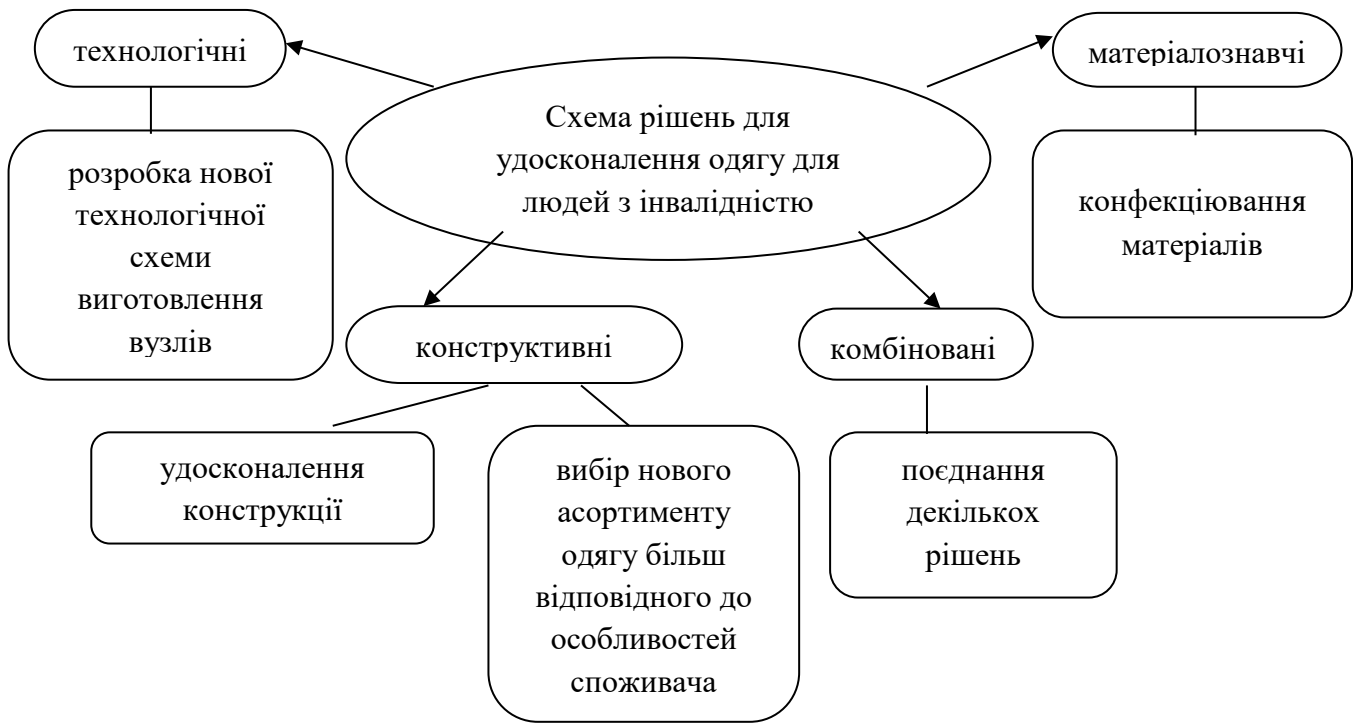 технологічні
матеріалознавчі
Схема рішень для
удосконалення одягу для
людей з інвалідністю
розробка нової
технологічної
схеми
виготовлення
вузлів
конфекціювання
матеріалів
конструктивні
комбіновані
удосконалення
конструкції
вибір нового
асортименту
одягу більш
відповідного до
особливостей
споживача
поєднання
декількох
рішень